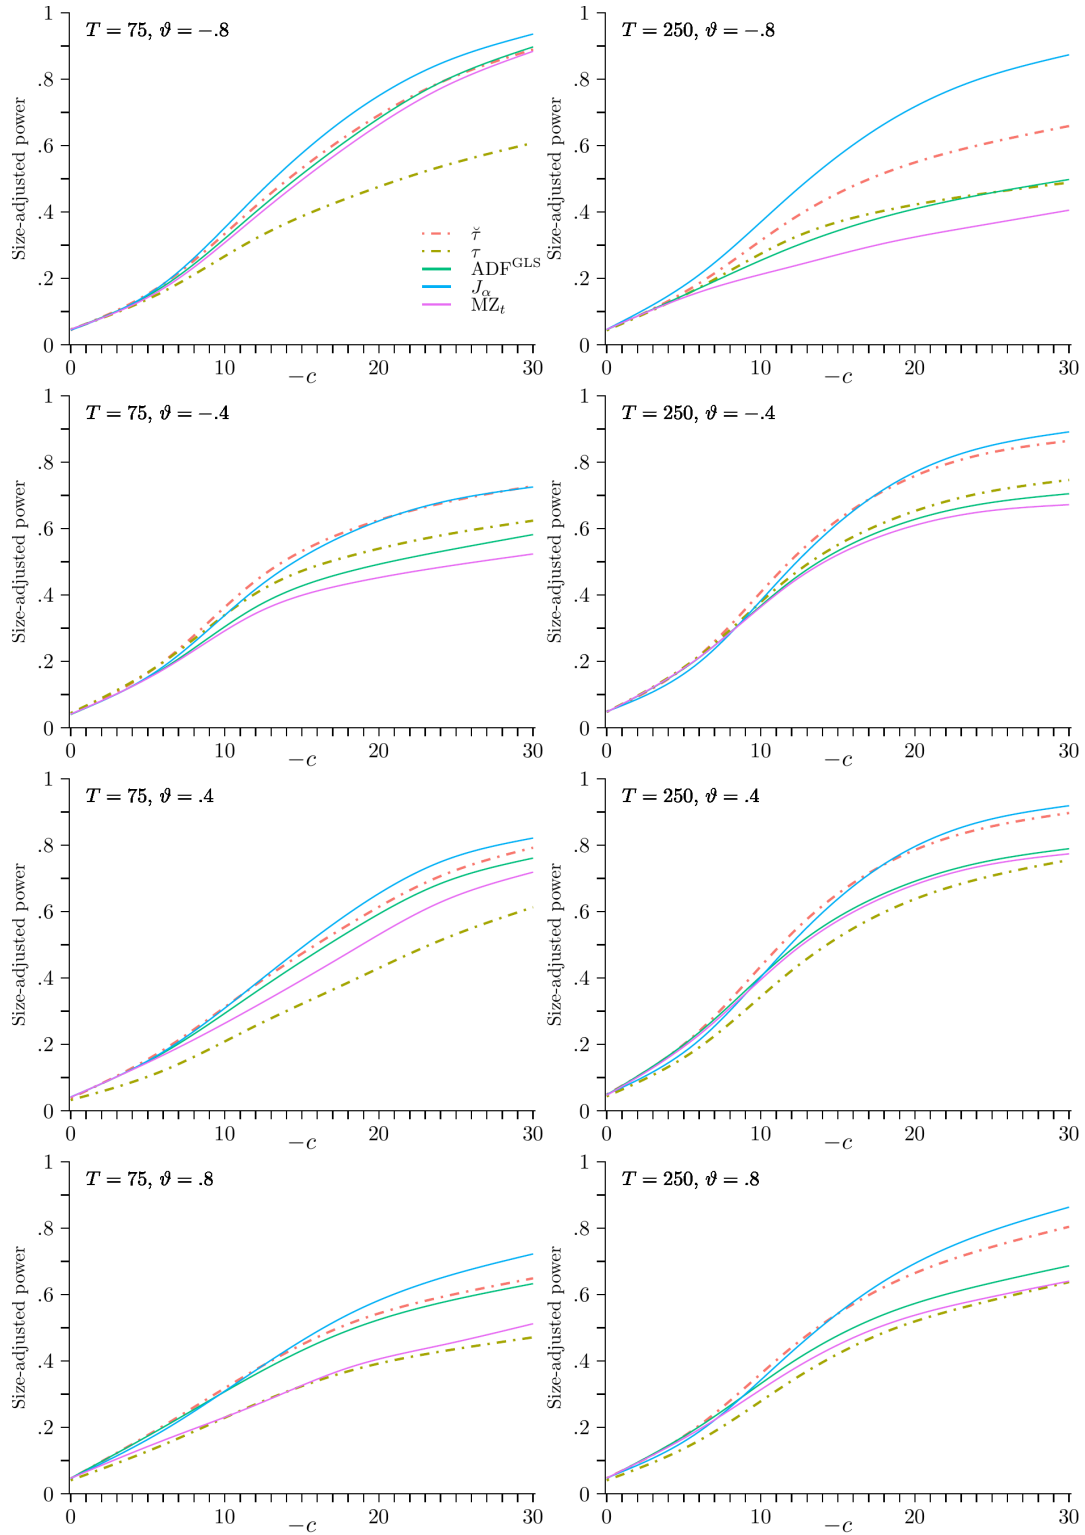 T = 75, ϑ = −.8
1
.8
.6
.4
.2
0
Size-adjusted power
0 10 20 30
−c
τ̆
τ
ADF^GLS
J_α
MZ_t
T = 250, ϑ = −.8
1
.8
.6
.4
.2
0
Size-adjusted power
0 10 20 30
−c
T = 75, ϑ = −.4
1
.8
.6
.4
.2
0
Size-adjusted power
0 10 20 30
−c
T = 250, ϑ = −.4
1
.8
.6
.4
.2
0
Size-adjusted power
0 10 20 30
−c
T = 75, ϑ = .4
1
.8
.6
.4
.2
0
Size-adjusted power
0 10 20 30
−c
T = 250, ϑ = .4
1
.8
.6
.4
.2
0
Size-adjusted power
0 10 20 30
−c
T = 75, ϑ = .8
1
.8
.6
.4
.2
0
Size-adjusted power
0 10 20 30
−c
T = 250, ϑ = .8
1
.8
.6
.4
.2
0
Size-adjusted power
0 10 20 30
−c